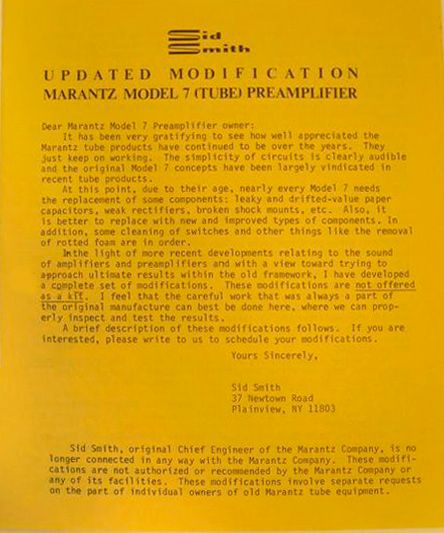 Sid
Smith
UPDATED MODIFICATION
MARANTZ MODEL 7 (TUBE) PREAMPLIFIER
Dear Marantz Model 7 Preamplifier owner:
It has been very gratifying to see how well appreciated the
Marantz tube products have continued to be over the years. They
just keep on working. The simplicity of circuits is clearly audible
and the original Model 7 concepts have been largely vindicated in
recent tube products.
At this point, due to their age, nearly every Model 7 needs
the replacement of some components: leaky and drifted-value paper
capacitors, weak rectifiers, broken shock mounts, etc. Also, it
is better to replace with new and improved types of components. In
addition, some cleaning of switches and other things like the removal
of rotted foam are in order.
In the light of more recent developments relating to the sound
of amplifiers and preamplifiers and with a view toward trying to
approach ultimate results within the old framework, I have developed
a complete set of modifications. These modifications are not offered
as a kit. I feel that the careful work that was always a part of
the original manufacture can best be done here, where we can prop-
erly inspect and test the results.
A brief description of these modifications follows. If you are
interested, please write to us to schedule your modifications.
Yours Sincerely,
Sid Smith
37 Newtown Road
Plainview, NY 11803
Sid Smith, original Chief Engineer of the Marantz Company, is no
longer connected in any way with the Marantz Company. These modifi-
cations are not authorized or recommended by the Marantz Company or
any of its facilities. These modifications involve separate requests
on the part of individual owners of old Marantz tube equipment.